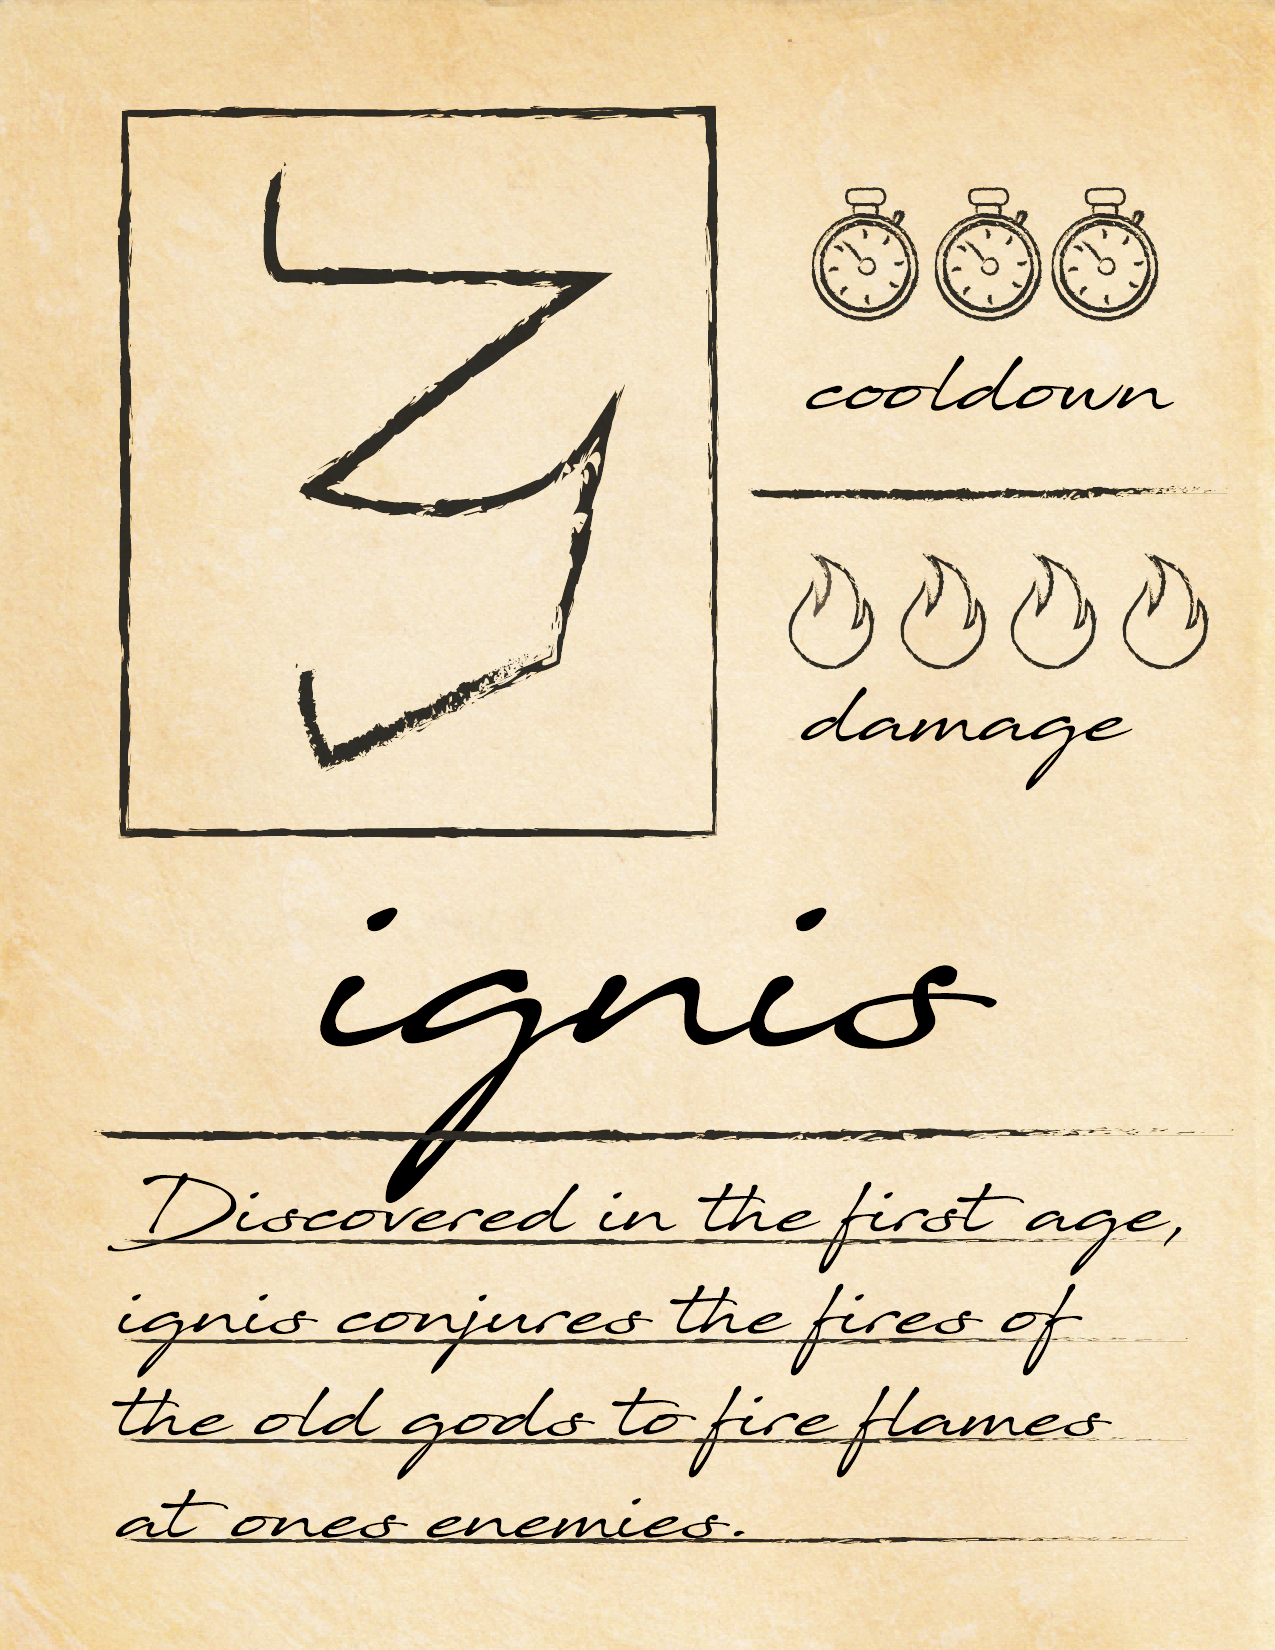 cooldown
damage
ignis
Discovered in the first age,
ignis conjures the fires of
the old gods to fire flames
at ones enemies.